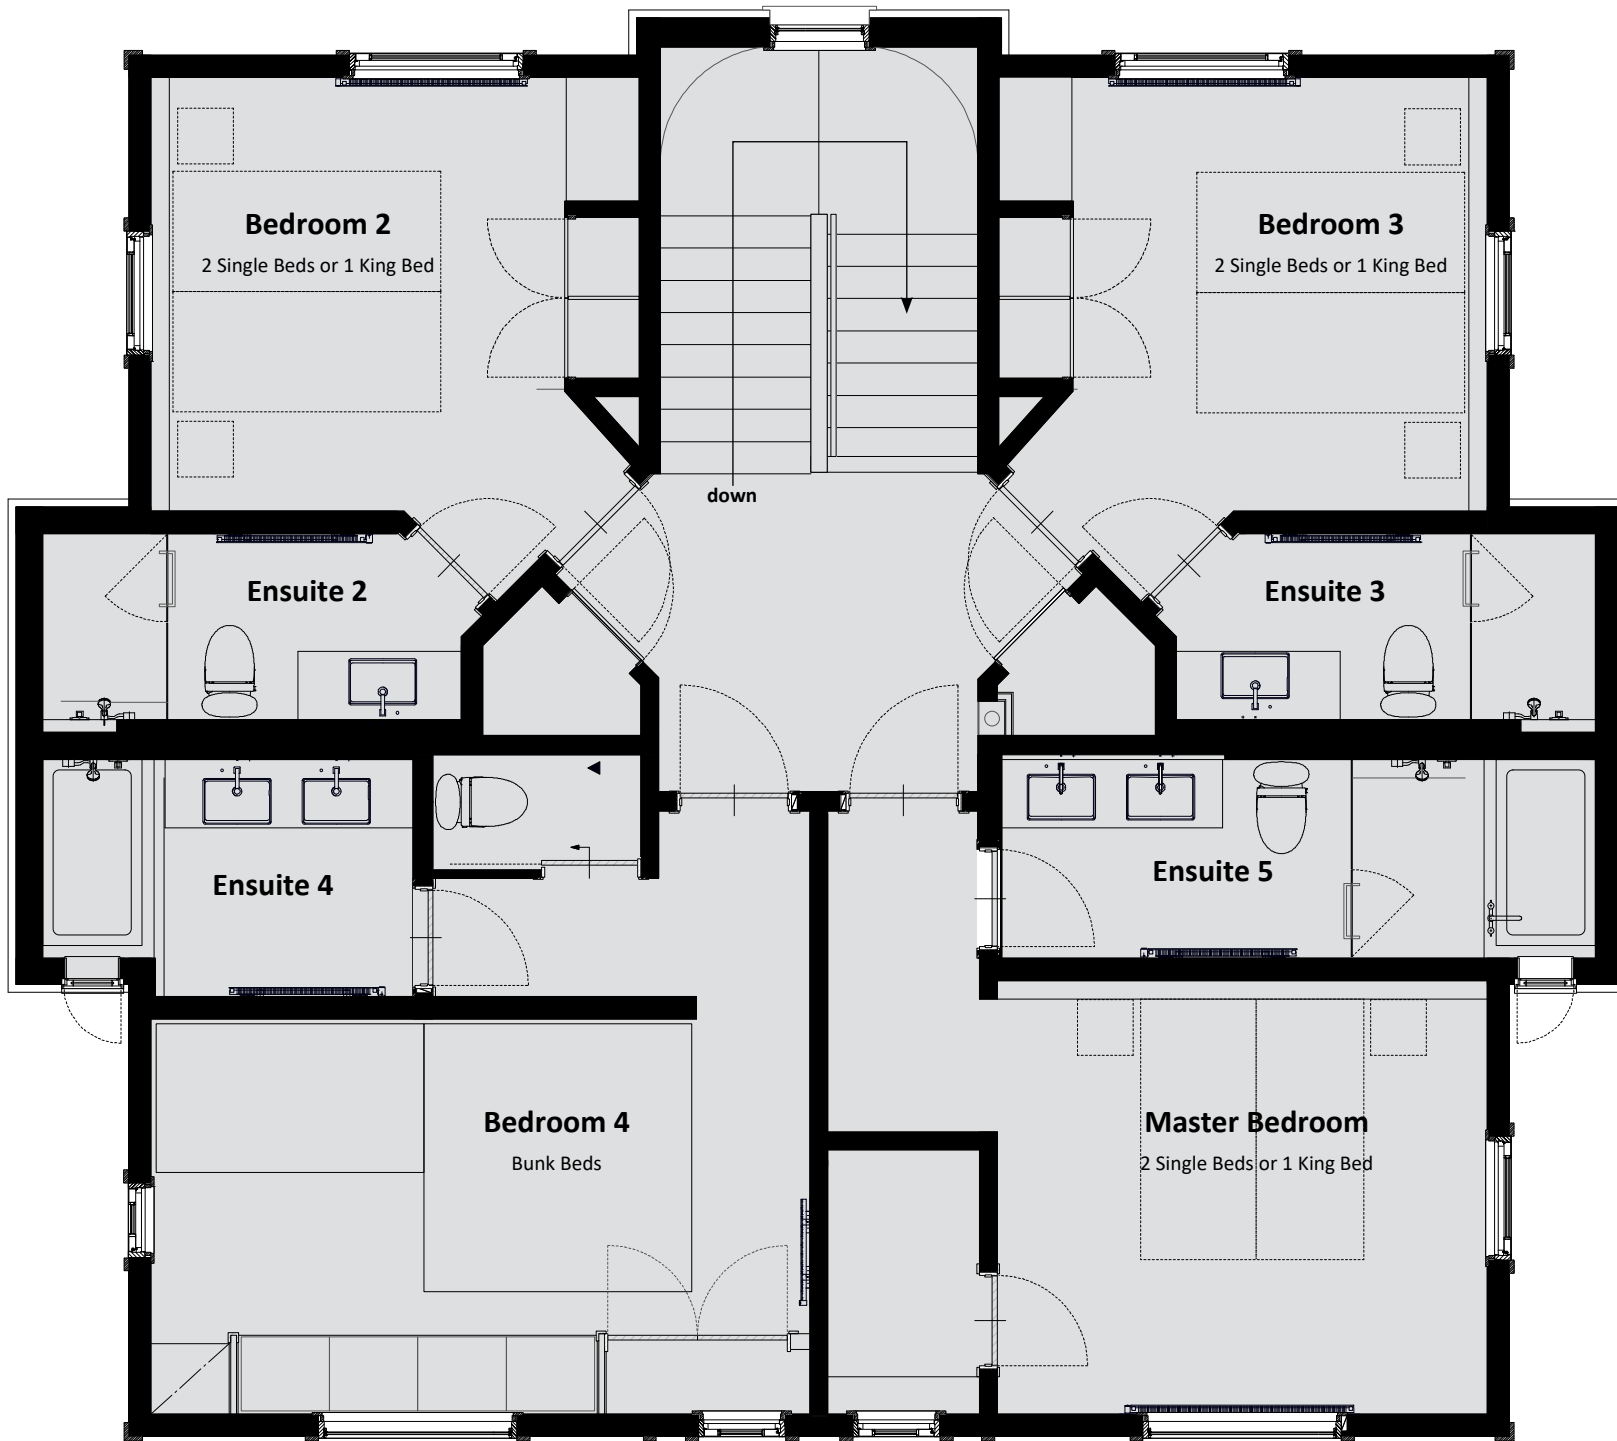 Bedroom 2
2 Single Beds or 1 King Bed
Bedroom 3
2 Single Beds or 1 King Bed
down
Ensuite 2
Ensuite 3
Ensuite 4
Ensuite 5
Bedroom 4
Bunk Beds
Master Bedroom
2 Single Beds or 1 King Bed